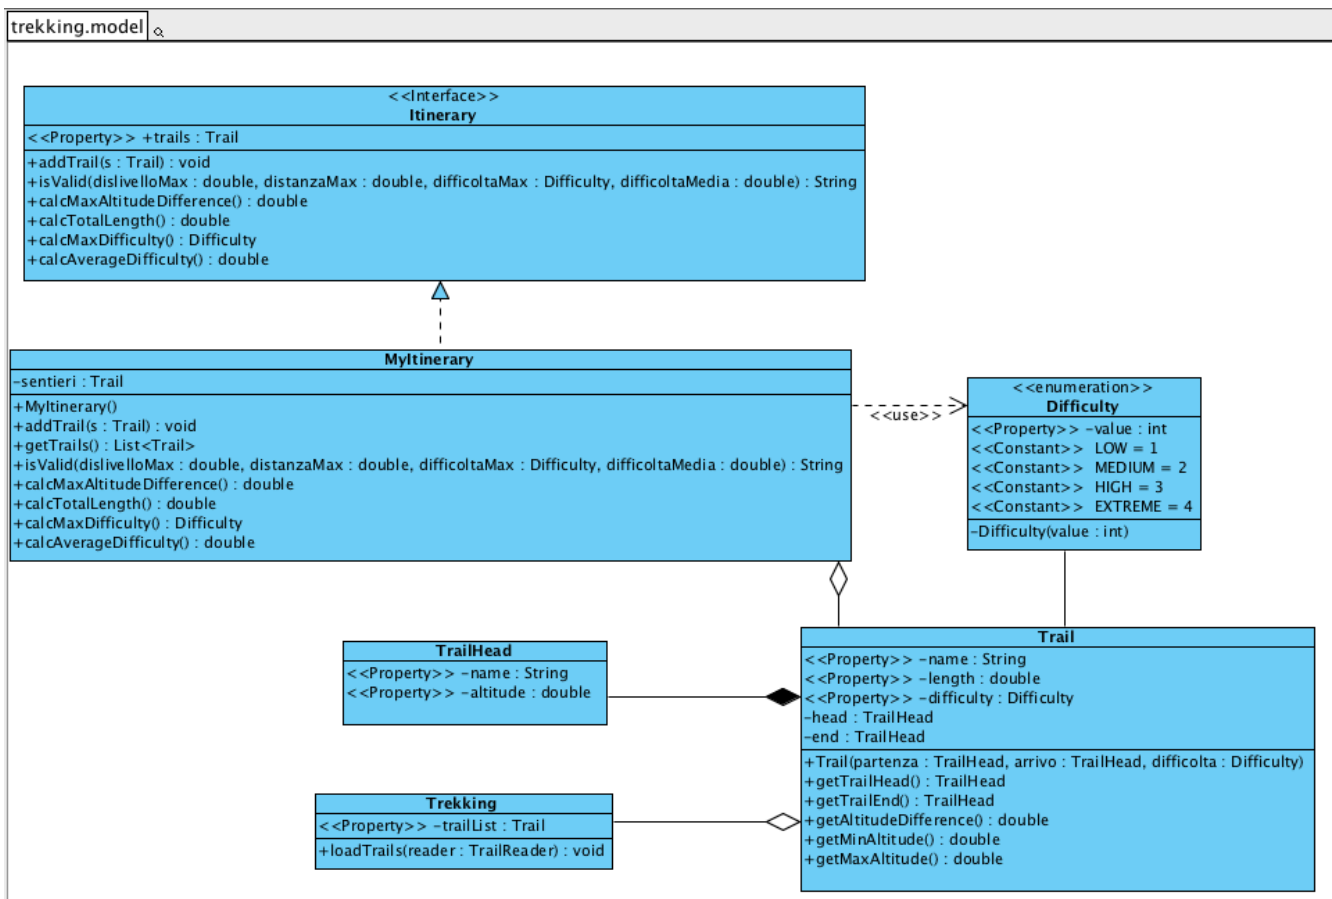 trekking.model
<<Interface>>
Itinerary
<<Property>> +trails : Trail
+addTrail(s : Trail) : void
+isValid(dislivelloMax : double, distanzaMax : double, difficoltaMax : Difficulty, difficoltaMedia : double) : String
+calcMaxAltitudeDifference() : double
+calcTotalLength() : double
+calcMaxDifficulty() : Difficulty
+calcAverageDifficulty() : double
MyItinerary
-sentieri : Trail
+MyItinerary()
+addTrail(s : Trail) : void
+getTrails() : List<Trail>
+isValid(dislivelloMax : double, distanzaMax : double, difficoltaMax : Difficulty, difficoltaMedia : double) : String
+calcMaxAltitudeDifference() : double
+calcTotalLength() : double
+calcMaxDifficulty() : Difficulty
+calcAverageDifficulty() : double
<<use>>
<<enumeration>>
Difficulty
<<Property>> -value : int
<<Constant>> LOW = 1
<<Constant>> MEDIUM = 2
<<Constant>> HIGH = 3
<<Constant>> EXTREME = 4
-Difficulty(value : int)
TrailHead
<<Property>> -name : String
<<Property>> -altitude : double
Trail
<<Property>> -name : String
<<Property>> -length : double
<<Property>> -difficulty : Difficulty
-head : TrailHead
-end : TrailHead
+Trail(partenza : TrailHead, arrivo : TrailHead, difficolta : Difficulty)
+getTrailHead() : TrailHead
+getTrailEnd() : TrailHead
+getAltitudeDifference() : double
+getMinAltitude() : double
+getMaxAltitude() : double
Trekking
<<Property>> -trailList : Trail
+loadTrails(reader : TrailReader) : void